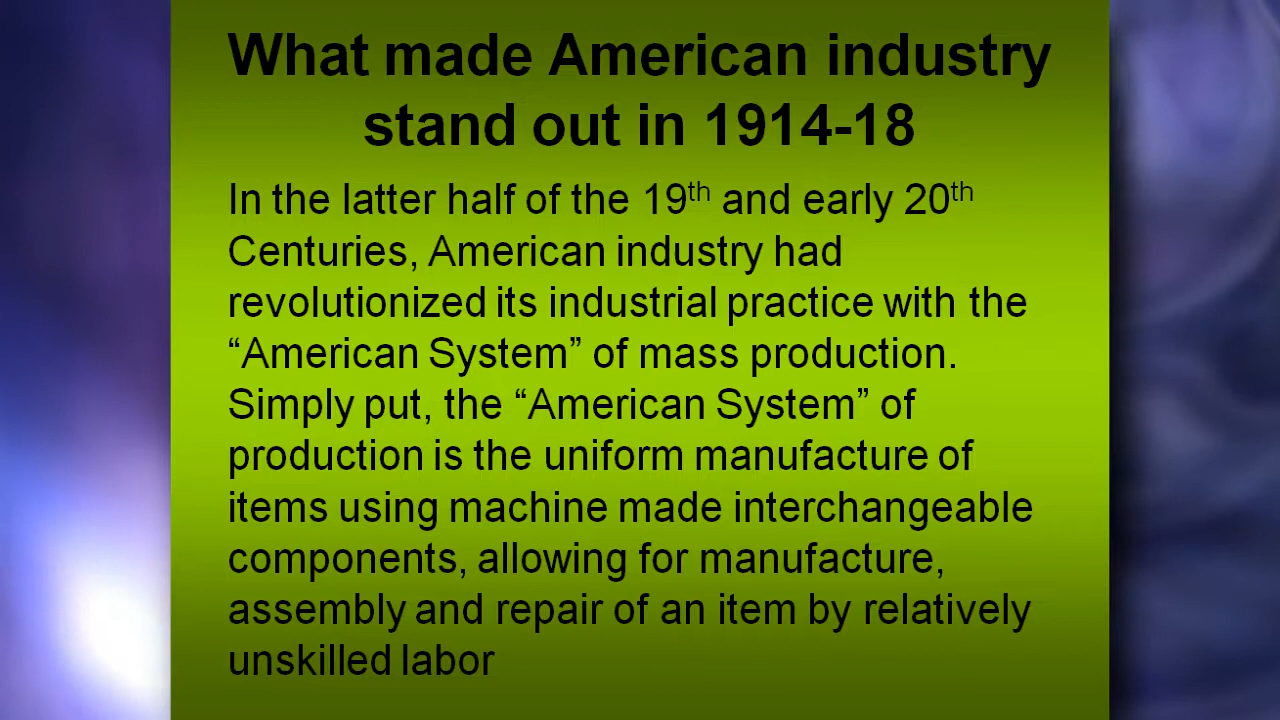 What made American industry
stand out in 1914-18
In the latter half of the 19th and early 20th
Centuries, American industry had
revolutionized its industrial practice with the
“American System” of mass production.
Simply put, the “American System” of
production is the uniform manufacture of
items using machine made interchangeable
components, allowing for manufacture,
assembly and repair of an item by relatively
unskilled labor